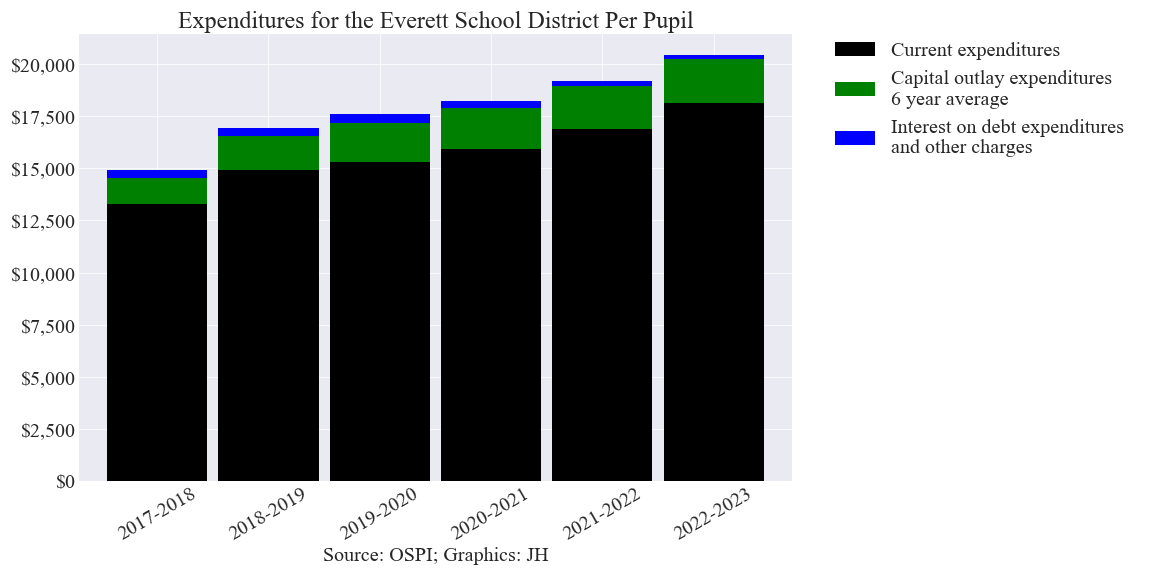 Expenditures for the Everett School District Per Pupil
$20,000
$17,500
$15,000
$12,500
$10,000
$7,500
$5,000
$2,500
$0
2017-2018
2018-2019
2019-2020
2020-2021
2021-2022
2022-2023
Source: OSPI; Graphics: JH
Current expenditures
Capital outlay expenditures
6 year average
Interest on debt expenditures
and other charges